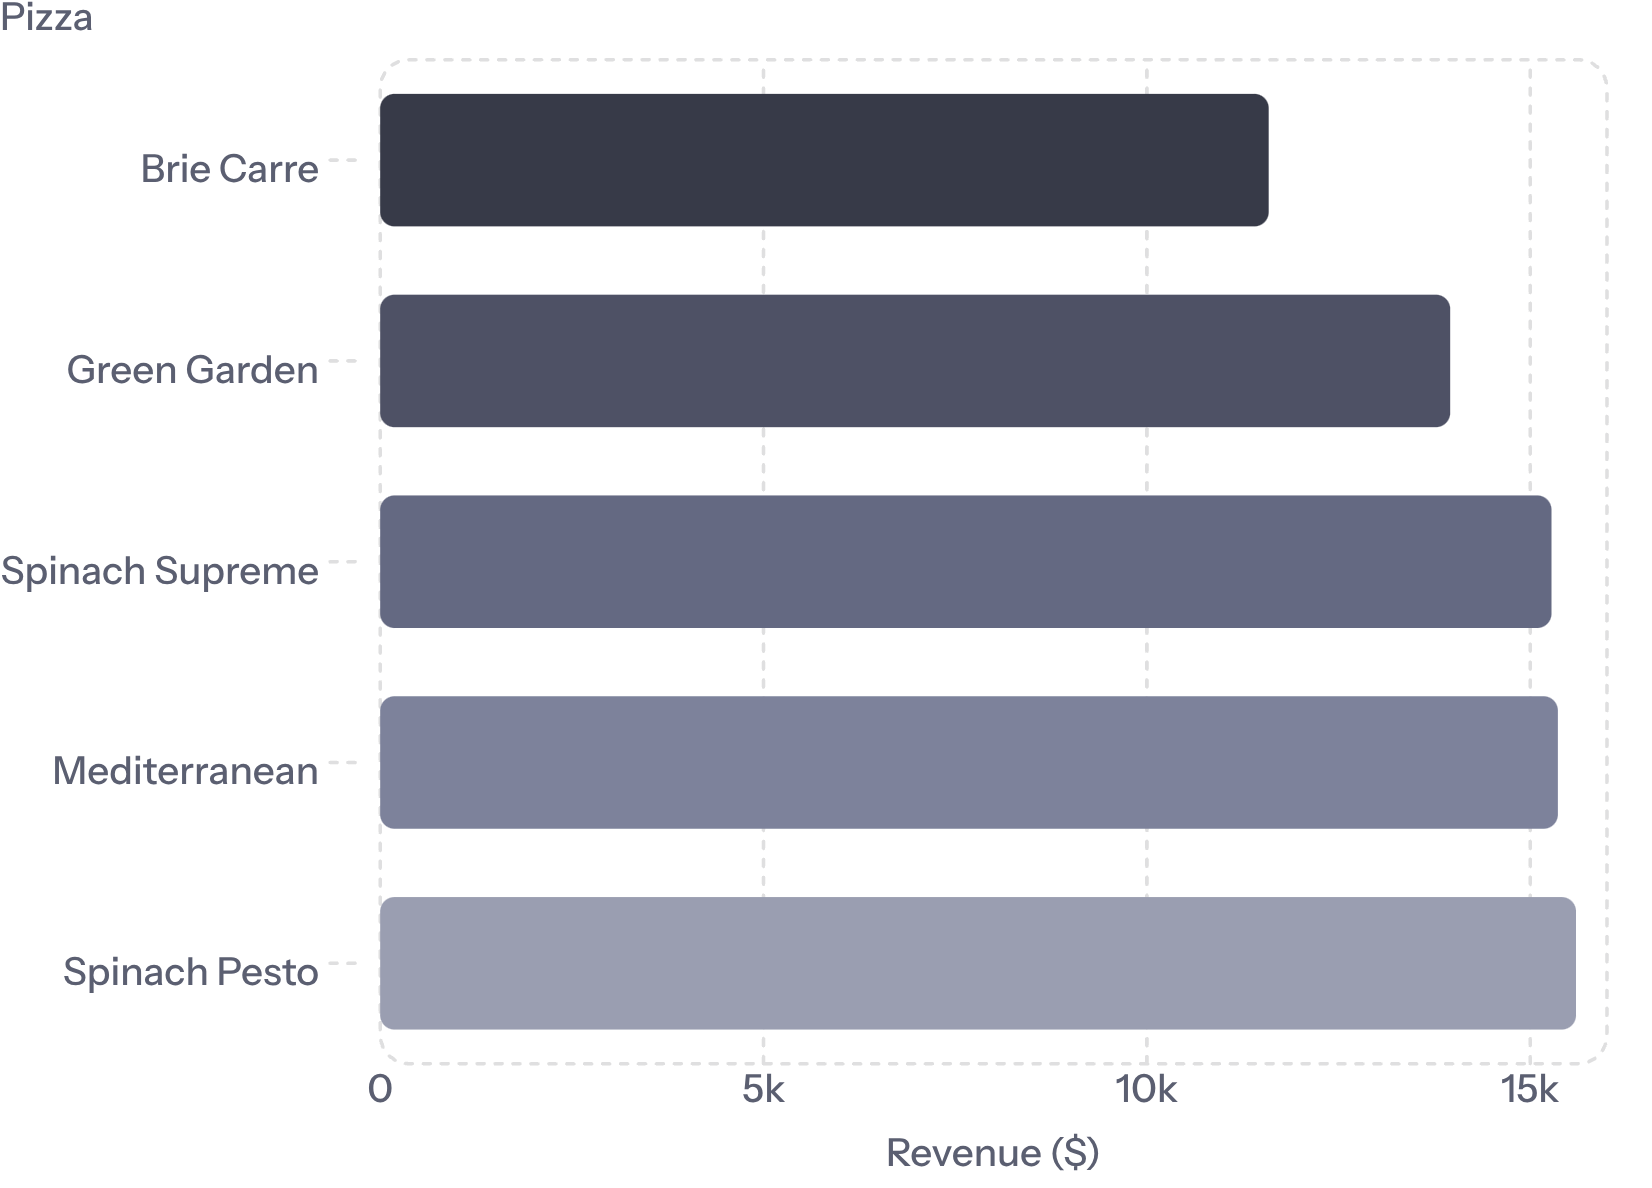 Pizza
Brie Carre
Green Garden
Spinach Supreme
Mediterranean
Spinach Pesto
0 5k 10k 15k
Revenue ($)